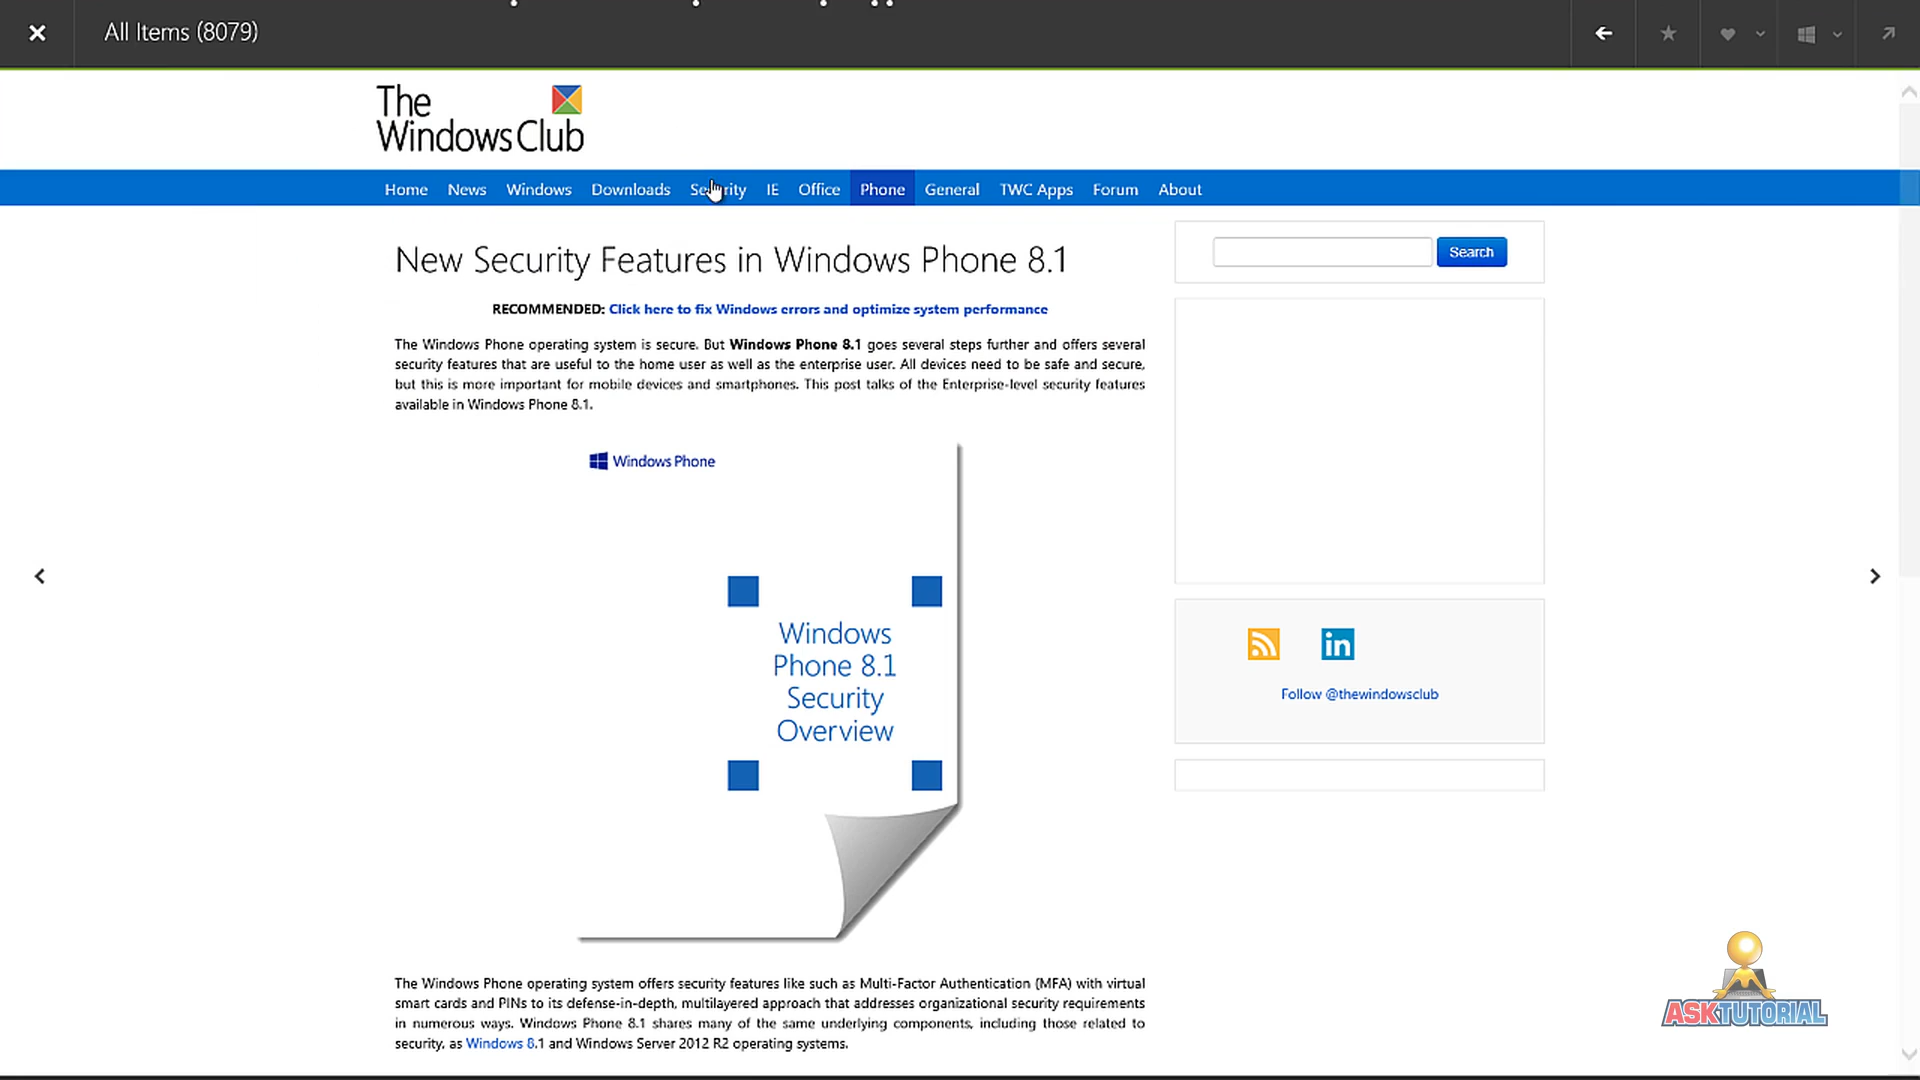 All Items (8079)
The
Windows Club
Home News Windows Downloads Security IE Office Phone General TWC Apps Forum About
New Security Features in Windows Phone 8.1
Search
RECOMMENDED: Click here to fix Windows errors and optimize system performance
The Windows Phone operating system is secure. But Windows Phone 8.1 goes several steps further and offers several
security features that are useful to the home user as well as the enterprise user. All devices need to be safe and secure,
but this is more important for mobile devices and smartphones. This post talks of the Enterprise-level security features
available in Windows Phone 8.1.
Windows Phone
Windows
Phone 8.1
Security
Overview
in
Follow @thewindowsclub
The Windows Phone operating system offers security features like such as Multi-Factor Authentication (MFA) with virtual
smart cards and PINs to its defense-in-depth, multilayered approach that addresses organizational security requirements
in numerous ways. Windows Phone 8.1 shares many of the same underlying components, including those related to
security, as Windows 8.1 and Windows Server 2012 R2 operating systems.
ASKTUTORIAL